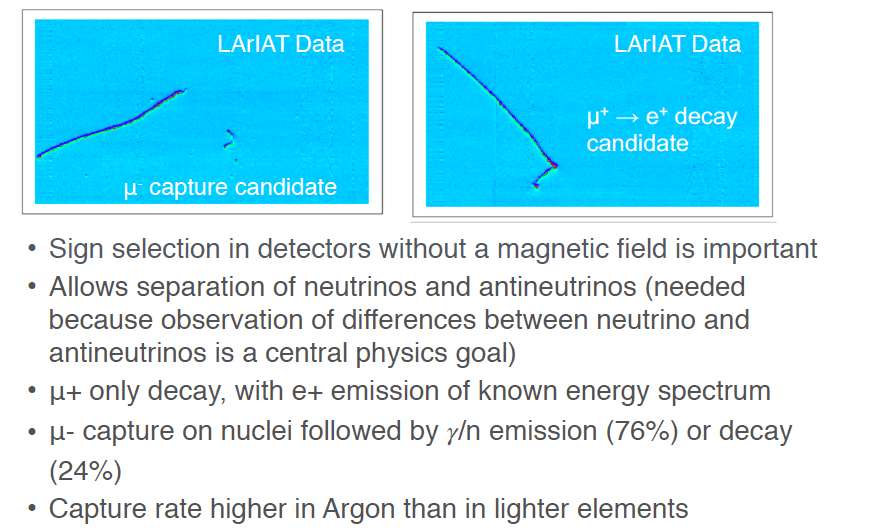 LArIAT Data
μ- capture candidate
LArIAT Data
μ⁺ → e⁺ decay
candidate
• Sign selection in detectors without a magnetic field is important
• Allows separation of neutrinos and antineutrinos (needed
because observation of differences between neutrino and
antineutrinos is a central physics goal)
• μ+ only decay, with e+ emission of known energy spectrum
• μ- capture on nuclei followed by γ/n emission (76%) or decay
(24%)
• Capture rate higher in Argon than in lighter elements